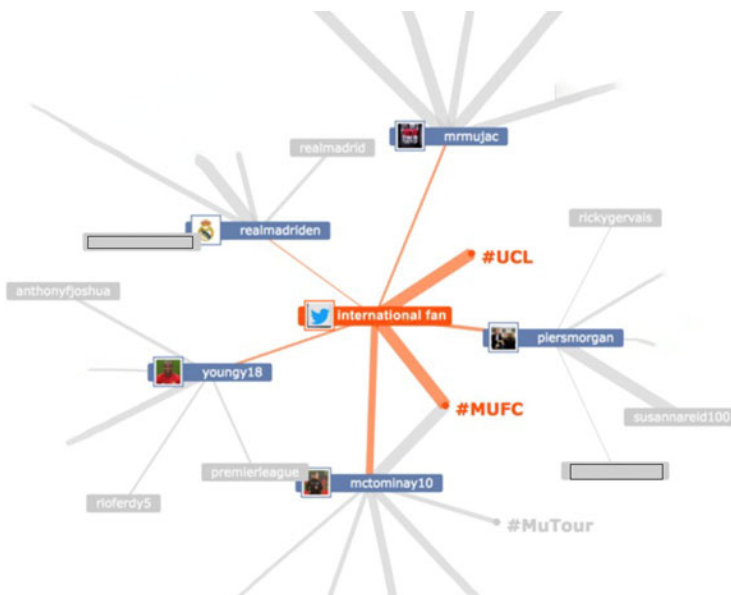 mrmujac
realmadrid
rickygervais
realmadriden
#UCL
anthonyfjoshua
international fan
piersmorgan
youngy18
#MUFC
susannareid100
premierleague
mctominay10
rioferdy5
#MuTour